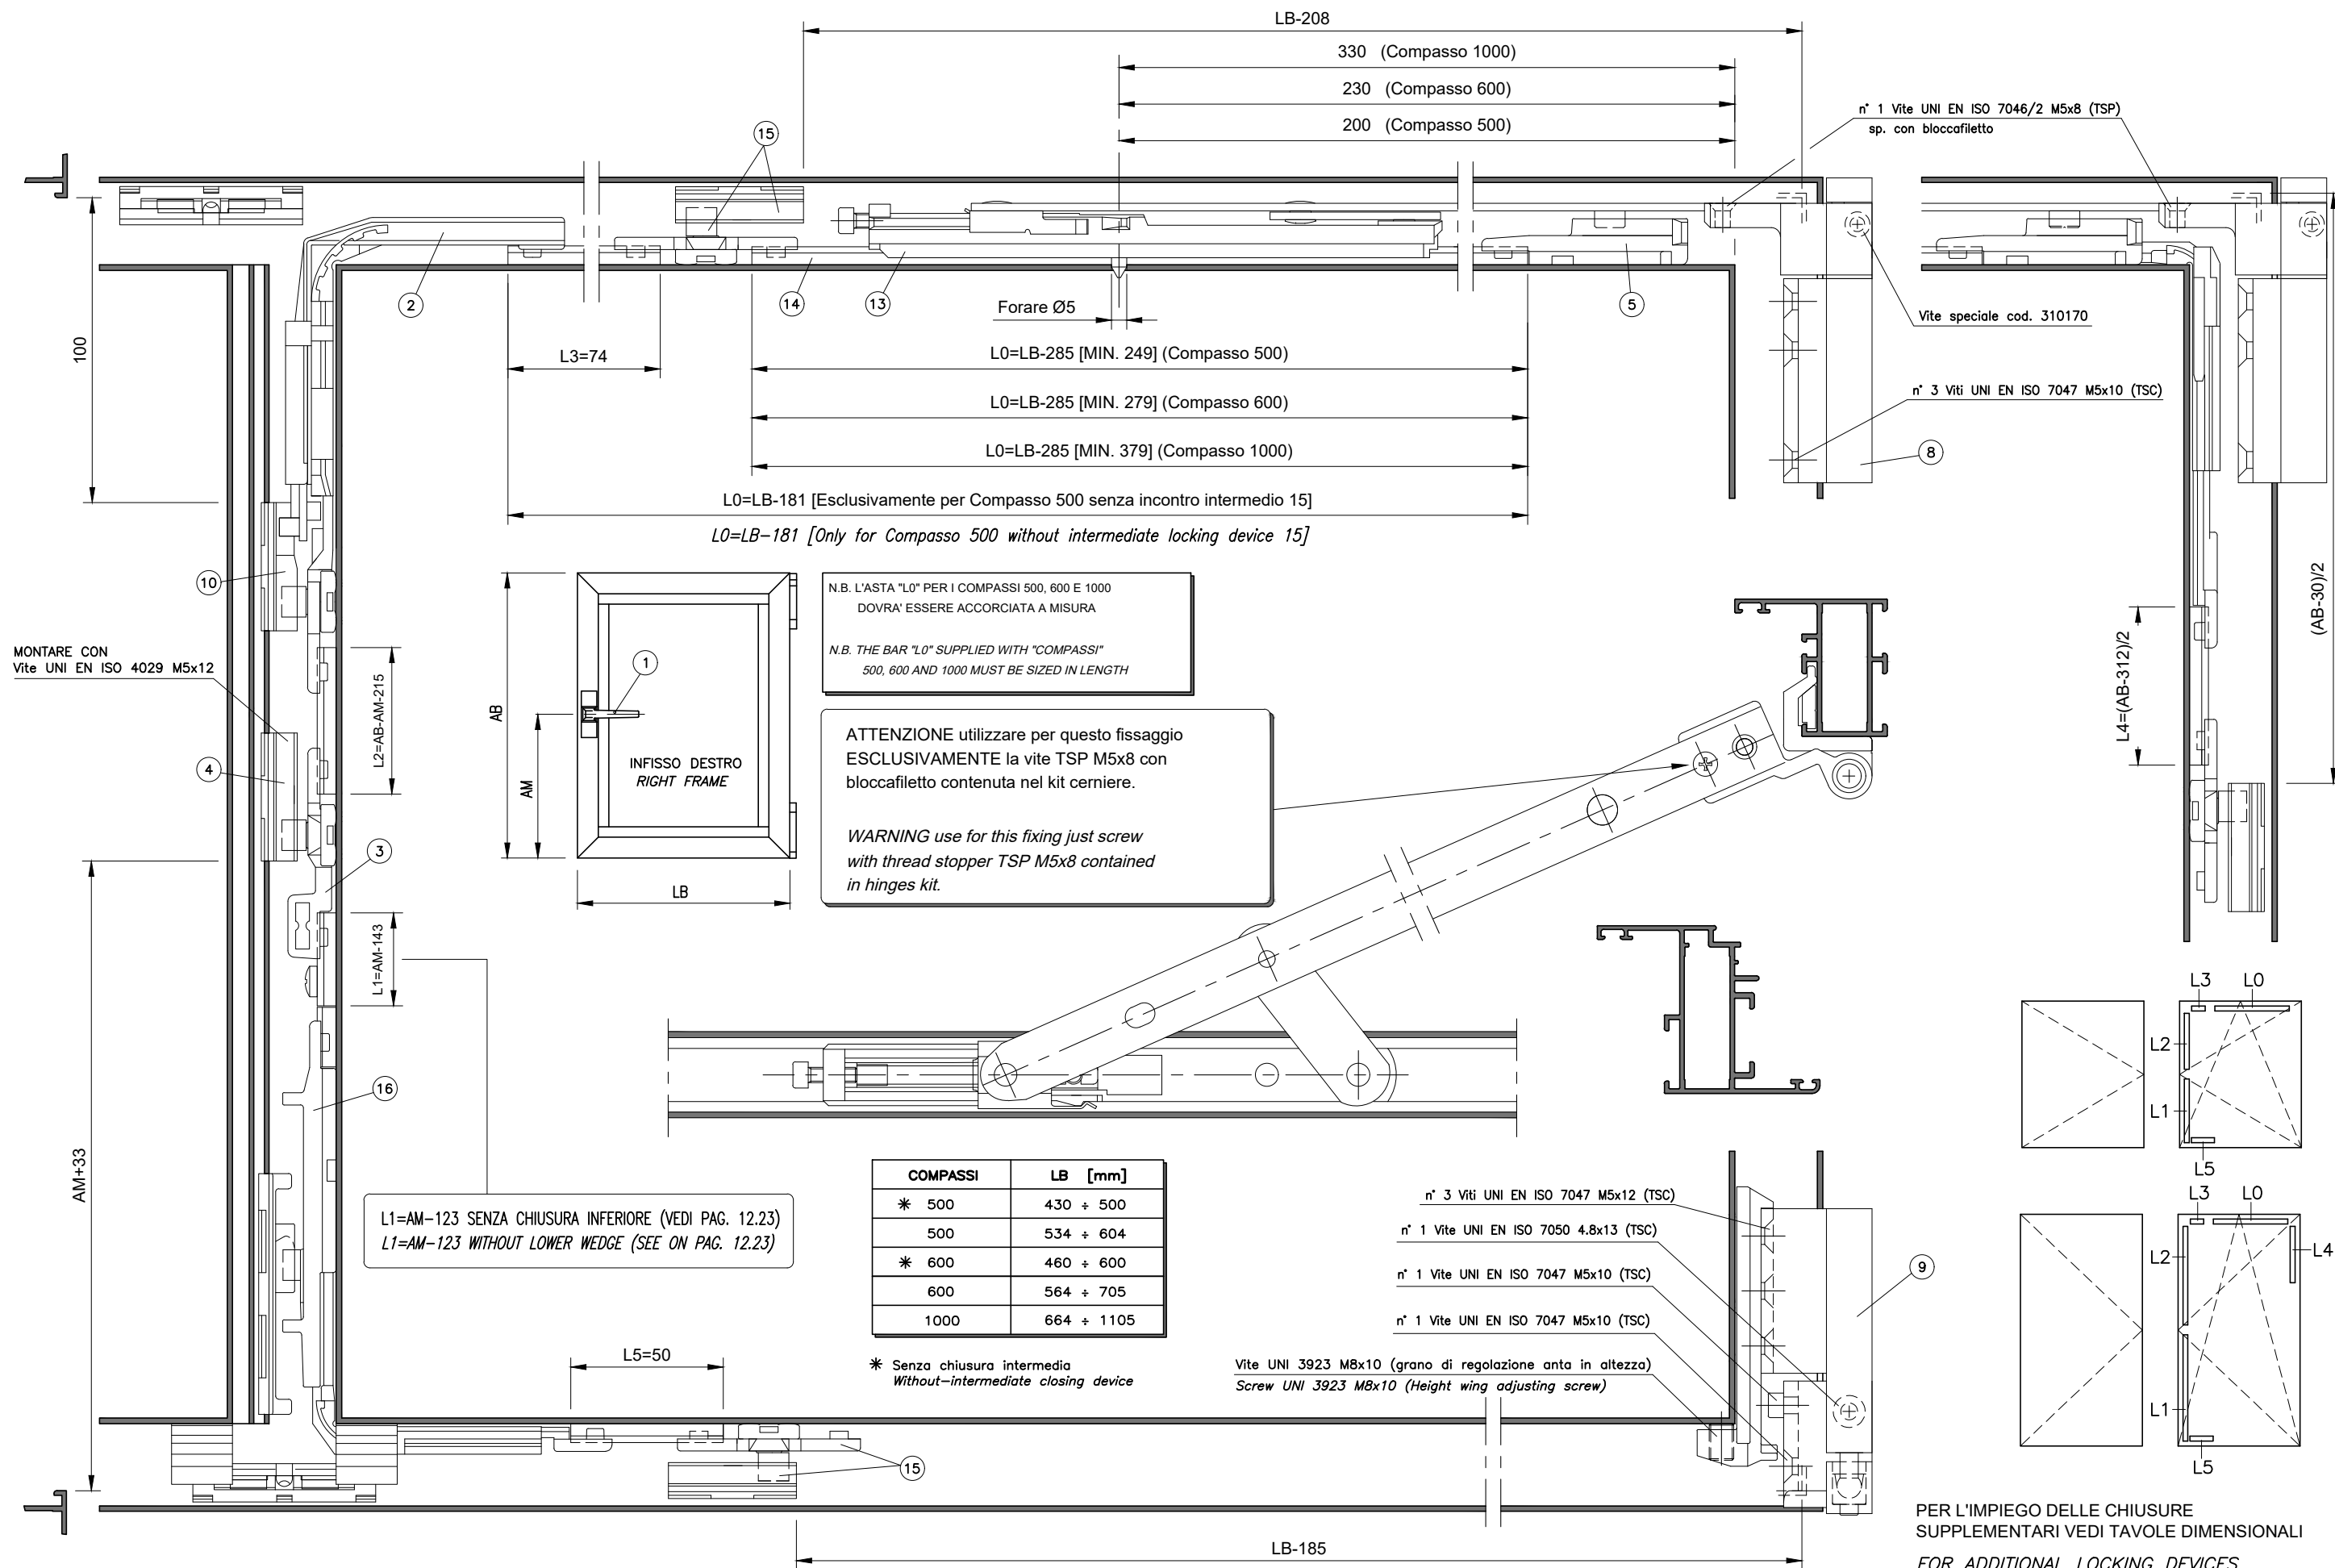 LB-208
330 (Compasso 1000)
230 (Compasso 600)
200 (Compasso 500)
n° 1 Vite UNI EN ISO 7046/2 M5x8 (TSP)
sp. con bloccafiletto
15
2
14
13
5
Forare Ø5
Vite speciale cod. 310170
100
L3=74
L0=LB-285 [MIN. 249] (Compasso 500)
L0=LB-285 [MIN. 279] (Compasso 600)
n° 3 Viti UNI EN ISO 7047 M5x10 (TSC)
L0=LB-285 [MIN. 379] (Compasso 1000)
8
L0=LB-181 [Esclusivamente per Compasso 500 senza incontro intermedio 15]
L0=LB-181 [Only for Compasso 500 without intermediate locking device 15]
10
N.B. L'ASTA "L0" PER I COMPASSI 500, 600 E 1000
DOVRA' ESSERE ACCORCIATA A MISURA
N.B. THE BAR "L0" SUPPLIED WITH "COMPASSI"
500, 600 AND 1000 MUST BE SIZED IN LENGTH
(AB-30)/2
L4=(AB-312)/2
MONTARE CON
Vite UNI EN ISO 4029 M5x12
1
L2=AB-AM-215
AB
AM
INFISSO DESTRO
RIGHT FRAME
LB
ATTENZIONE utilizzare per questo fissaggio
ESCLUSIVAMENTE la vite TSP M5x8 con
bloccafiletto contenuta nel kit cerniere.
WARNING use for this fixing just screw
with thread stopper TSP M5x8 contained
in hinges kit.
4
3
L1=AM-143
16
AM+33
L3 L0
L2
L1
L5
L1=AM-123 SENZA CHIUSURA INFERIORE (VEDI PAG. 12.23)
L1=AM-123 WITHOUT LOWER WEDGE (SEE ON PAG. 12.23)
COMPASSI LB [mm]
* 500 430 ÷ 500
500 534 ÷ 604
* 600 460 ÷ 600
600 564 ÷ 705
1000 664 ÷ 1105
* Senza chiusura intermedia
Without-intermediate closing device
n° 3 Viti UNI EN ISO 7047 M5x12 (TSC)
n° 1 Vite UNI EN ISO 7050 4.8x13 (TSC)
n° 1 Vite UNI EN ISO 7047 M5x10 (TSC)
n° 1 Vite UNI EN ISO 7047 M5x10 (TSC)
Vite UNI 3923 M8x10 (grano di regolazione anta in altezza)
Screw UNI 3923 M8x10 (Height wing adjusting screw)
9
L3 L0
L2
L4
L1
L5
L5=50
15
LB-185
PER L'IMPIEGO DELLE CHIUSURE
SUPPLEMENTARI VEDI TAVOLE DIMENSIONALI
FOR ADDITIONAL LOCKING DEVICES